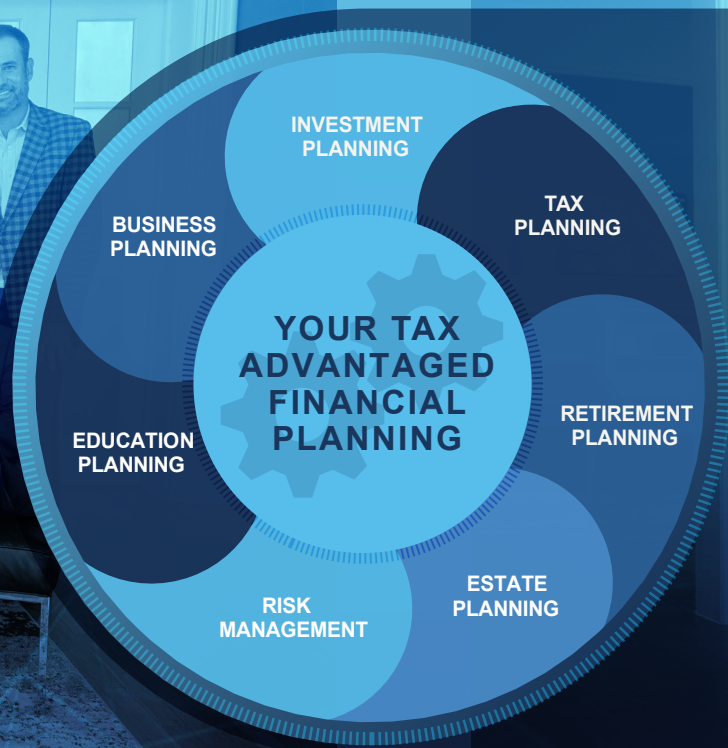 INVESTMENT
PLANNING
TAX
PLANNING
BUSINESS
PLANNING
YOUR TAX
ADVANTAGED
FINANCIAL
PLANNING
RETIREMENT
PLANNING
EDUCATION
PLANNING
ESTATE
PLANNING
RISK
MANAGEMENT